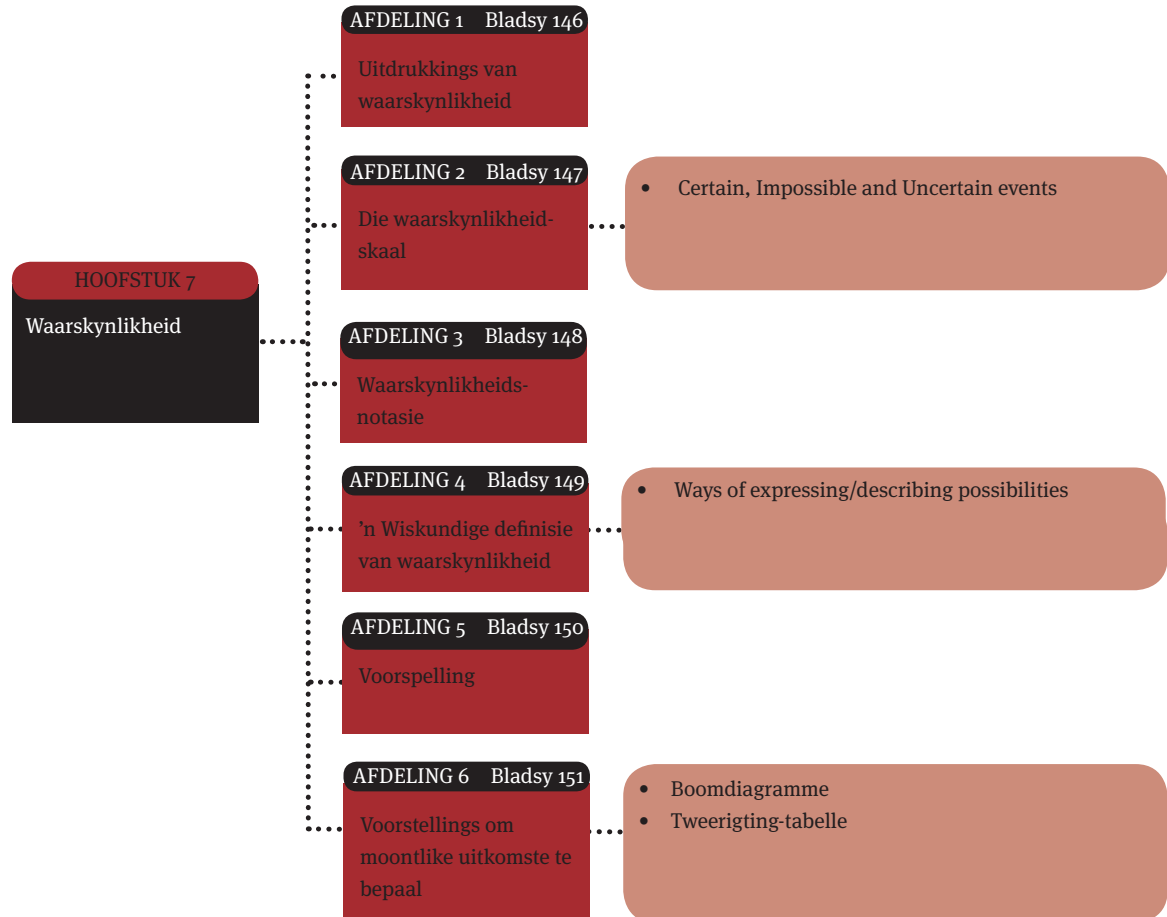 HOOFSTUK 7
Waarskynlikheid
AFDELING 1 Bladsy 146
Uitdrukkings van
waarskynlikheid
AFDELING 2 Bladsy 147
Die waarskynlikheid-
skaal
• Certain, Impossible and Uncertain events
AFDELING 3 Bladsy 148
Waarskynlikheids-
notasie
AFDELING 4 Bladsy 149
’n Wiskundige definisie
van waarskynlikheid
• Ways of expressing/describing possibilities
AFDELING 5 Bladsy 150
Voorspelling
AFDELING 6 Bladsy 151
Voorstellings om
moontlike uitkomste te
bepaal
• Boomdiagramme
• Tweerigting-tabelle